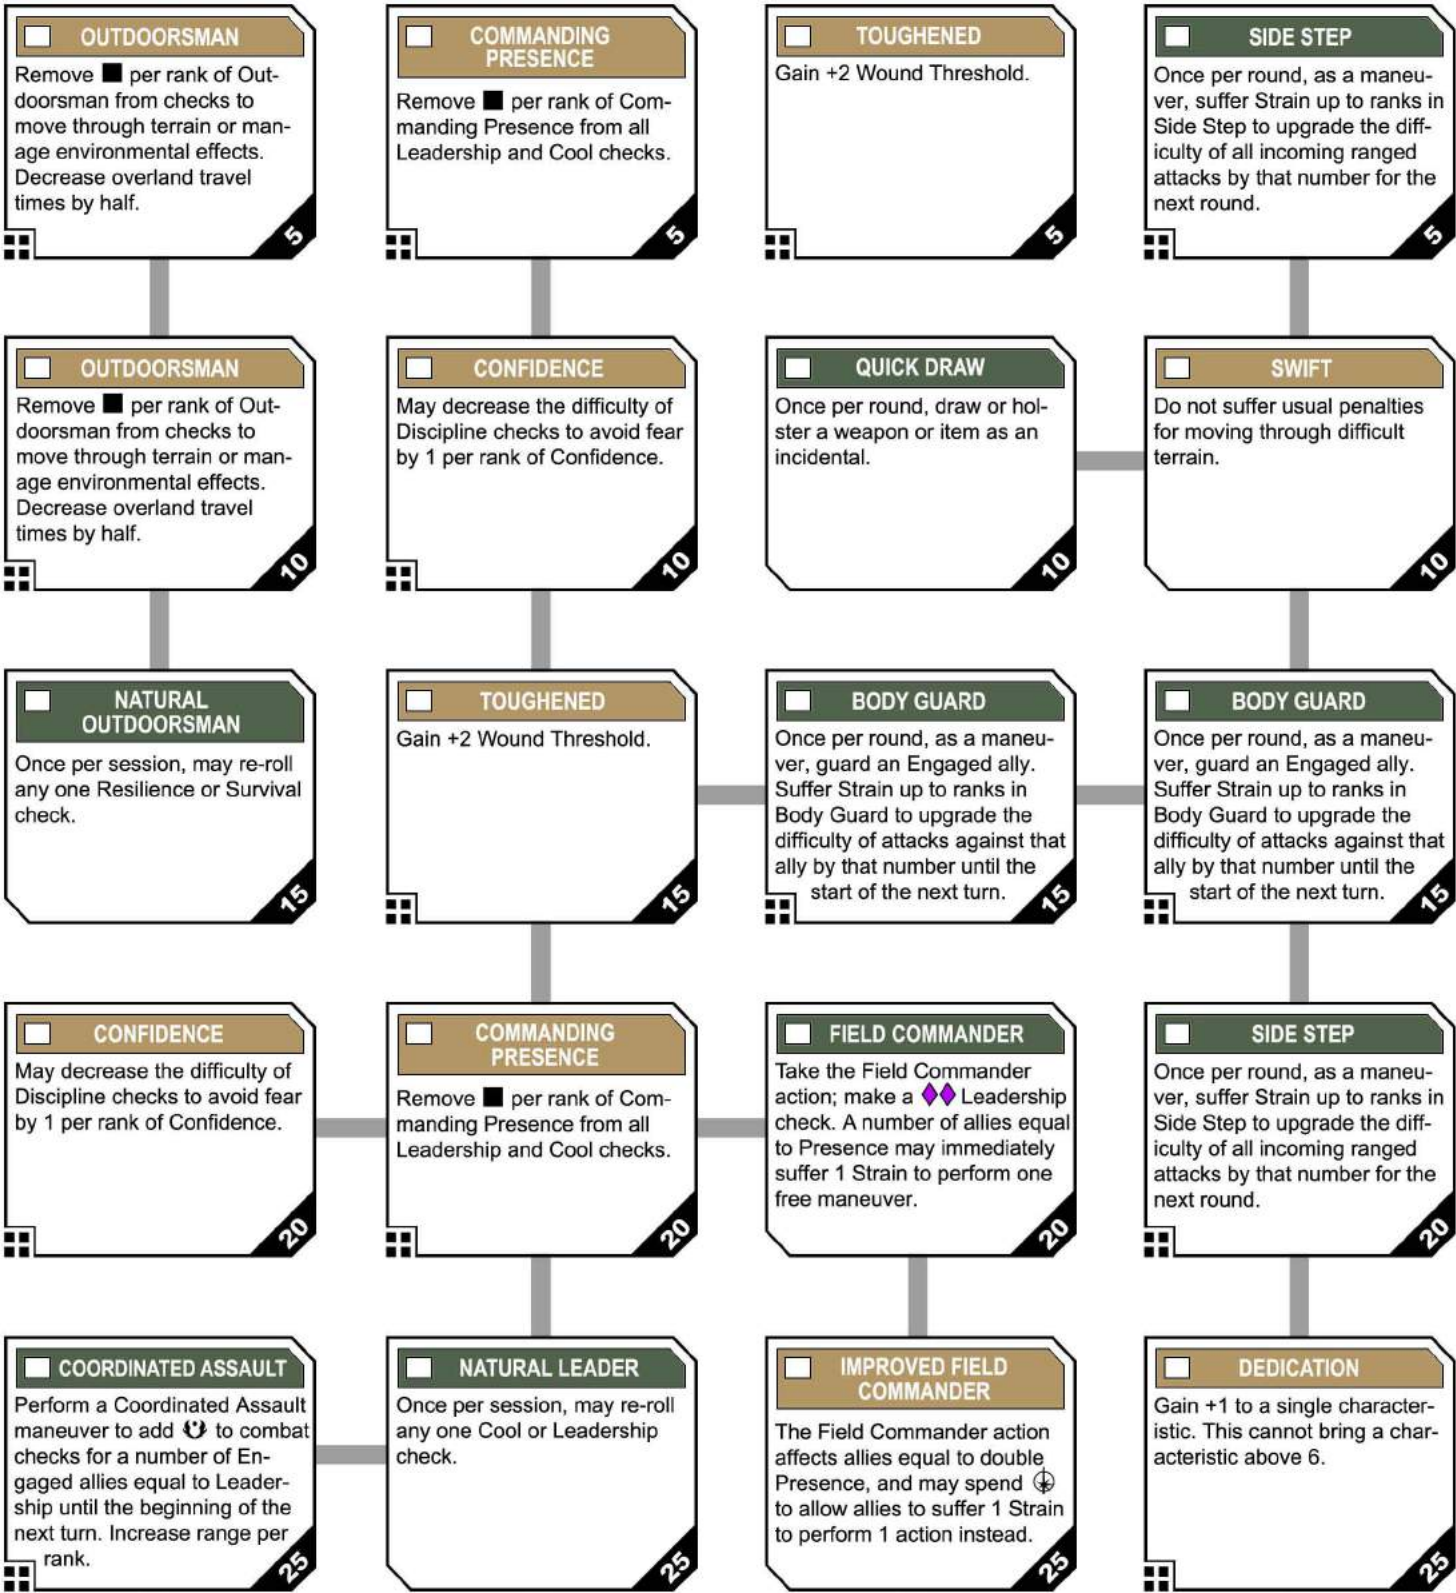 OUTDOORSMAN
Remove ■ per rank of Out-
doorsman from checks to
move through terrain or man-
age environmental effects.
Decrease overland travel
times by half.
5
COMMANDING
PRESENCE
Remove ■ per rank of Com-
manding Presence from all
Leadership and Cool checks.
5
TOUGHENED
Gain +2 Wound Threshold.
5
SIDE STEP
Once per round, as a maneu-
ver, suffer Strain up to ranks in
Side Step to upgrade the diff-
iculty of all incoming ranged
attacks by that number for the
next round.
5
OUTDOORSMAN
Remove ■ per rank of Out-
doorsman from checks to
move through terrain or man-
age environmental effects.
Decrease overland travel
times by half.
10
CONFIDENCE
May decrease the difficulty of
Discipline checks to avoid fear
by 1 per rank of Confidence.
10
QUICK DRAW
Once per round, draw or hol-
ster a weapon or item as an
incidental.
10
SWIFT
Do not suffer usual penalties
for moving through difficult
terrain.
10
NATURAL
OUTDOORSMAN
Once per session, may re-roll
any one Resilience or Survival
check.
15
TOUGHENED
Gain +2 Wound Threshold.
15
BODY GUARD
Once per round, as a maneu-
ver, guard an Engaged ally.
Suffer Strain up to ranks in
Body Guard to upgrade the
difficulty of attacks against that
ally by that number until the
start of the next turn.
15
BODY GUARD
Once per round, as a maneu-
ver, guard an Engaged ally.
Suffer Strain up to ranks in
Body Guard to upgrade the
difficulty of attacks against that
ally by that number until the
start of the next turn.
15
CONFIDENCE
May decrease the difficulty of
Discipline checks to avoid fear
by 1 per rank of Confidence.
20
COMMANDING
PRESENCE
Remove ■ per rank of Com-
manding Presence from all
Leadership and Cool checks.
20
FIELD COMMANDER
Take the Field Commander
action; make a ♦♦ Leadership
check. A number of allies equal
to Presence may immediately
suffer 1 Strain to perform one
free maneuver.
20
SIDE STEP
Once per round, as a maneu-
ver, suffer Strain up to ranks in
Side Step to upgrade the diff-
iculty of all incoming ranged
attacks by that number for the
next round.
20
COORDINATED ASSAULT
Perform a Coordinated Assault
maneuver to add to combat
checks for a number of En-
gaged allies equal to Leader-
ship until the beginning of the
next turn. Increase range per
rank.
25
NATURAL LEADER
Once per session, may re-roll
any one Cool or Leadership
check.
25
IMPROVED FIELD
COMMANDER
The Field Commander action
affects allies equal to double
Presence, and may spend
to allow allies to suffer 1 Strain
to perform 1 action instead.
25
DEDICATION
Gain +1 to a single character-
istic. This cannot bring a char-
acteristic above 6.
25